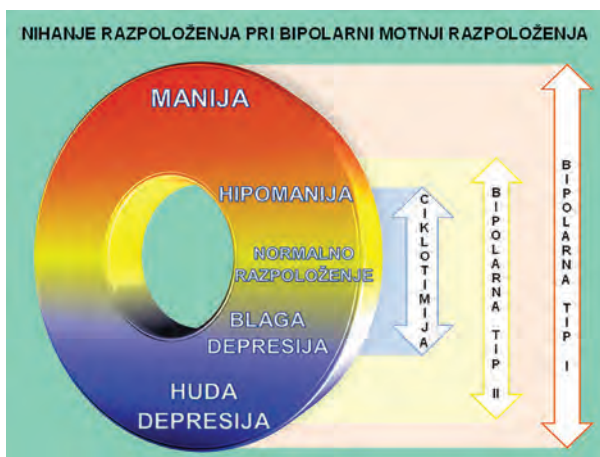 NIHANJE RAZPOLOŽENJA PRI BIPOLARNI MOTNJI RAZPOLOŽENJA
MANIJA
HIPOMANIJA
NORMALNO
RAZPOLOŽENJE
BLAGA
DEPRESIJA
HUDA
DEPRESIJA
CIKLOTIMIJA
BIPOLARNA TIP II
BIPOLARNA TIP I